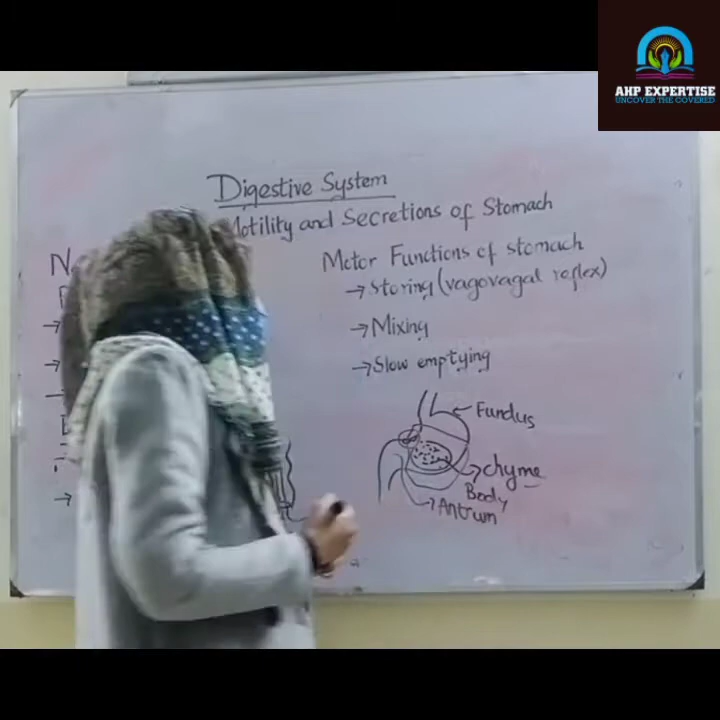 AHP EXPERTISE
UNCOVER THE COVERED
Digestive System
Motility and Secretions of Stomach
Motor Functions of stomach
→ Storing (vagovagal reflex)
→ Mixing
→ Slow emptying
Fundus
chyme
Body
Antrum